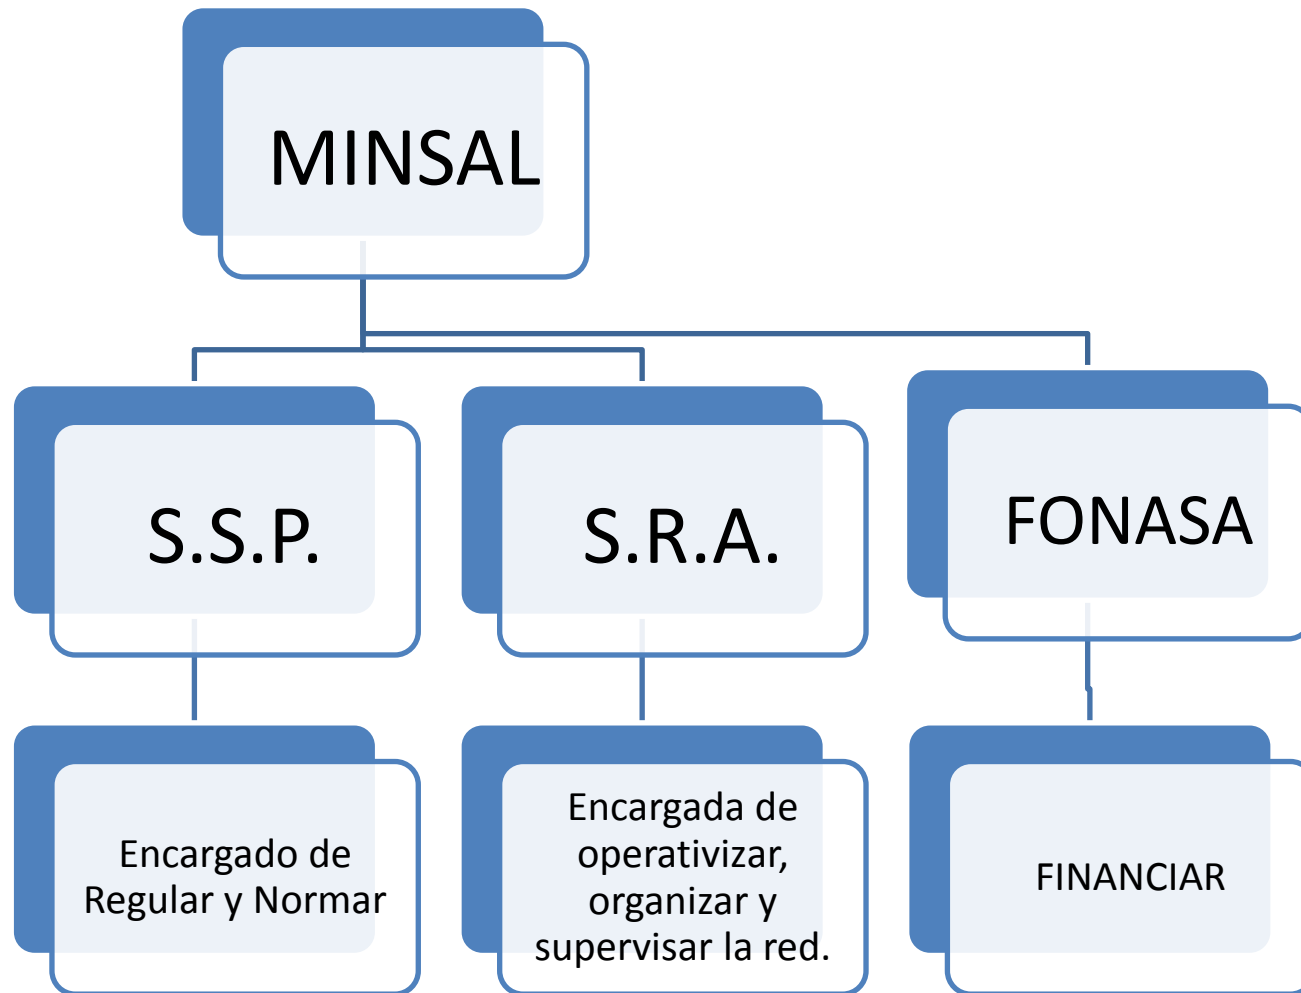 MINSAL
S.S.P.
S.R.A.
FONASA
Encargado de
Regular y Normar
Encargada de
operativizar,
organizar y
supervisar la red.
FINANCIAR